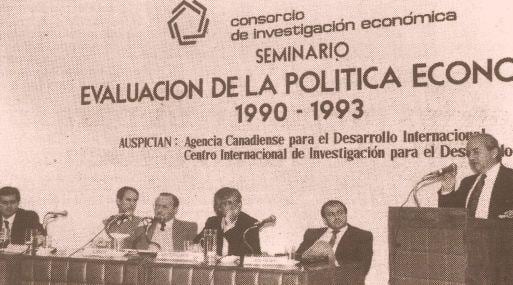 consorcio
de investigación económica
SEMINARIO
EVALUACION DE LA POLITICA ECONO
1990 - 1993
AUSPICIAN : Agencia Canadiense para el Desarrollo Internacional
Centro Internacional de Investigación para el Desarrollo